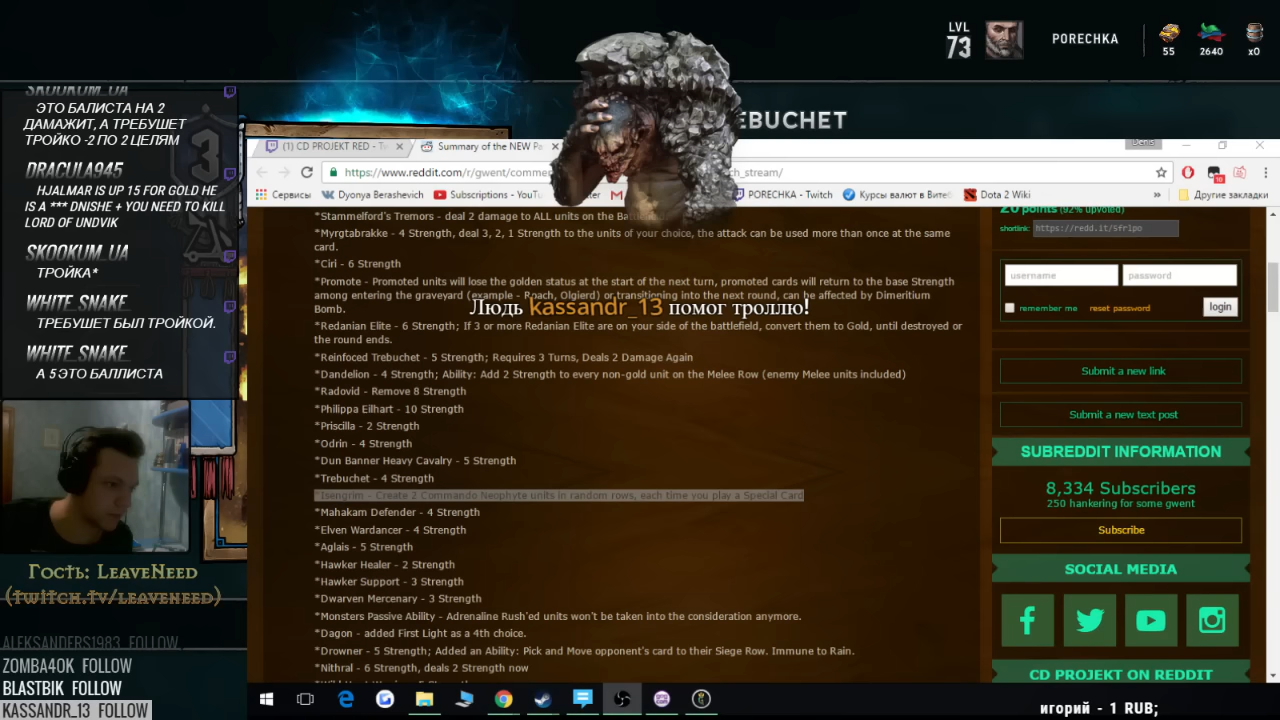 LVL
73
PORECHKA
55
2640
x0
EBUCHET
SKOOKUM_UA
ЭТО БАЛИСТА НА 2
ДАМАЖИТ, А ТРЕБУШЕТ
ТРОЙКО -2 ПО 2 ЦЕЛЯМ
DRACULA945
HJALMAR IS UP 15 FOR GOLD HE
IS A *** DNISHE + YOU NEED TO KILL
LORD OF UNDVIK
SKOOKUM_UA
ТРОЙКА*
WHITE_SNAKE_
ТРЕБУШЕТ БЫЛ ТРОЙКОЙ.
WHITE_SNAKE_
А 5 ЭТО БАЛЛИСТА
3
(1) CD PROJEKT RED - Tw
Summary of the NEW Pa
Denis
https://www.reddit.com/r/gwent/comme
ch_stream/
Сервисы
Dyonya Berashevich
Subscriptions - YouTu
PORECHKA - Twitch
Курсы валют в Вите
Dota 2 Wiki
»
Другие закладки
*Stammelford's Tremors - deal 2 damage to ALL units on the Ba
*Myrgtabrakke - 4 Strength, deal 3, 2, 1 Strength to the units of your choice, the attack can be used more than once at the same
card.
*Ciri - 6 Strength
*Promote - Promoted units will lose the golden status at the start of the next turn, promoted cards will return to the base Strength
among entering the graveyard (example - Roach, Olgierd) or transitioning into the next round, can be affected by Dimeritium
Bomb.
Людь kassandr_13 помог троллю!
*Redanian Elite - 6 Strength; If 3 or more Redanian Elite are on your side of the battlefield, convert them to Gold, until destroyed or
the round ends.
*Reinfoced Trebuchet - 5 Strength; Requires 3 Turns, Deals 2 Damage Again
*Dandelion - 4 Strength; Ability: Add 2 Strength to every non-gold unit on the Melee Row (enemy Melee units included)
*Radovid - Remove 8 Strength
*Philippa Eilhart - 10 Strength
*Priscilla - 2 Strength
*Odrin - 4 Strength
*Dun Banner Heavy Cavalry - 5 Strength
*Trebuchet - 4 Strength
*Isengrim - Create 2 Commando Neophyte units in random rows, each time you play a Special Card
*Mahakam Defender - 4 Strength
*Elven Wardancer - 4 Strength
*Aglais - 5 Strength
*Hawker Healer - 2 Strength
*Hawker Support - 3 Strength
*Dwarven Mercenary - 3 Strength
*Monsters Passive Ability - Adrenaline Rush'ed units won't be taken into the consideration anymore.
*Dagon - added First Light as a 4th choice.
*Drowner - 5 Strength; Added an Ability: Pick and Move opponent's card to their Siege Row. Immune to Rain.
*Nithral - 6 Strength, deals 2 Strength now
20 points (92% upvoted)
shortlink: https://redd.it/5fr1po
username
password
remember me
reset password
login
Submit a new link
Submit a new text post
SUBREDDIT INFORMATION
8,334 Subscribers
250 hankering for some gwent
Subscribe
SOCIAL MEDIA
CD PROJEKT ON REDDIT
Гость: LeaveNeed
(twitch.tv/leaveneed)
ALEKSANDERS1983 FOLLOW
ZOMBA40K FOLLOW
BLASTBIK FOLLOW
KASSANDR_13 FOLLOW
игорий - 1 RUB;